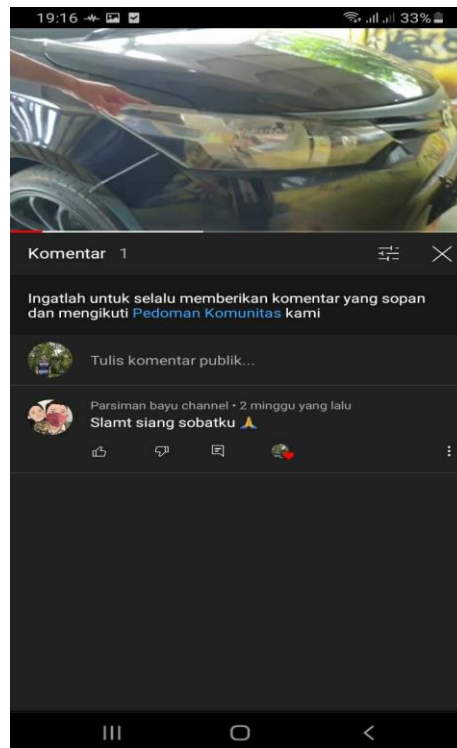 19:16
33%
Komentar 1
Ingatlah untuk selalu memberikan komentar yang sopan
dan mengikuti Pedoman Komunitas kami
Tulis komentar publik...
Parsiman bayu channel • 2 minggu yang lalu
Slamt siang sobatku 🙏